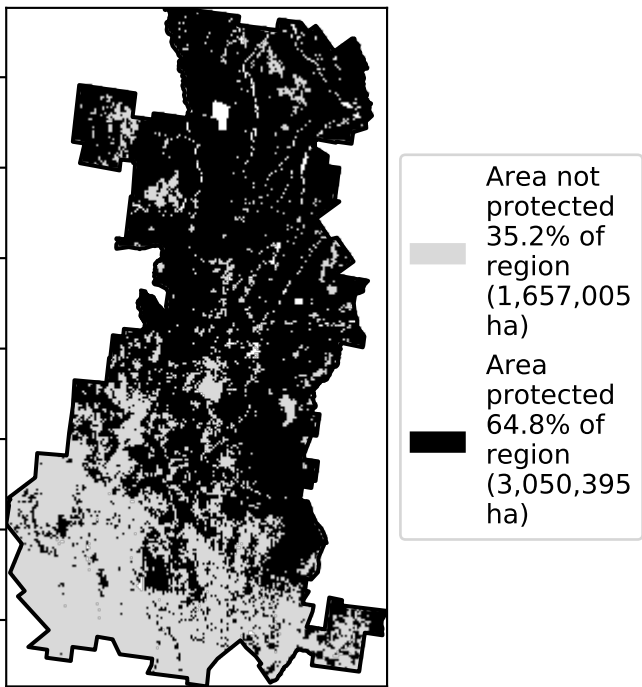 Area not
protected
35.2% of
region
(1,657,005
ha)
Area
protected
64.8% of
region
(3,050,395
ha)